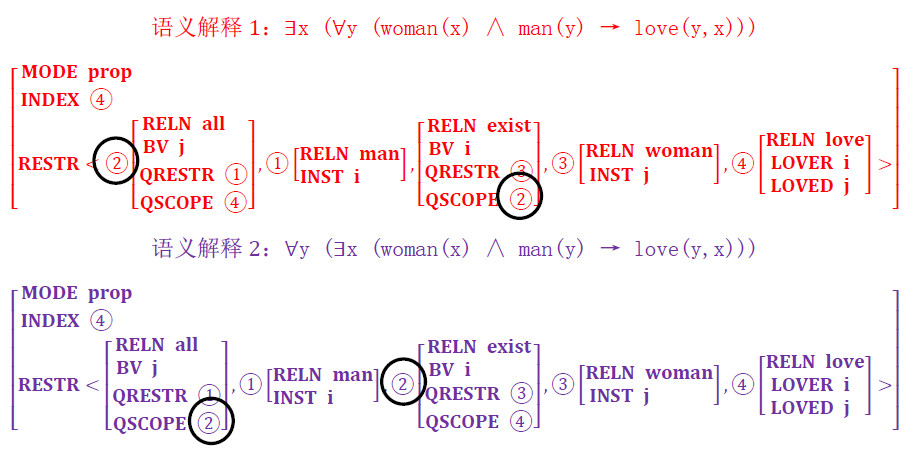 语义解释1: ∃x (∀y (woman(x) ∧ man(y) → love(y,x)))
MODE prop
INDEX ④
RESTR < ② [RELN all BV j QRESTR ① QSCOPE ④], ① [RELN man INST i], [RELN exist BV i QRESTR ③ QSCOPE ②], ③ [RELN woman INST j], ④ [RELN love LOVER i LOVED j] >
语义解释2: ∀y (∃x (woman(x) ∧ man(y) → love(y,x)))
MODE prop
INDEX ④
RESTR < [RELN all BV j QRESTR ① QSCOPE ②], ① [RELN man INST i], ② [RELN exist BV i QRESTR ③ QSCOPE ④], ③ [RELN woman INST j], ④ [RELN love LOVER i LOVED j] >